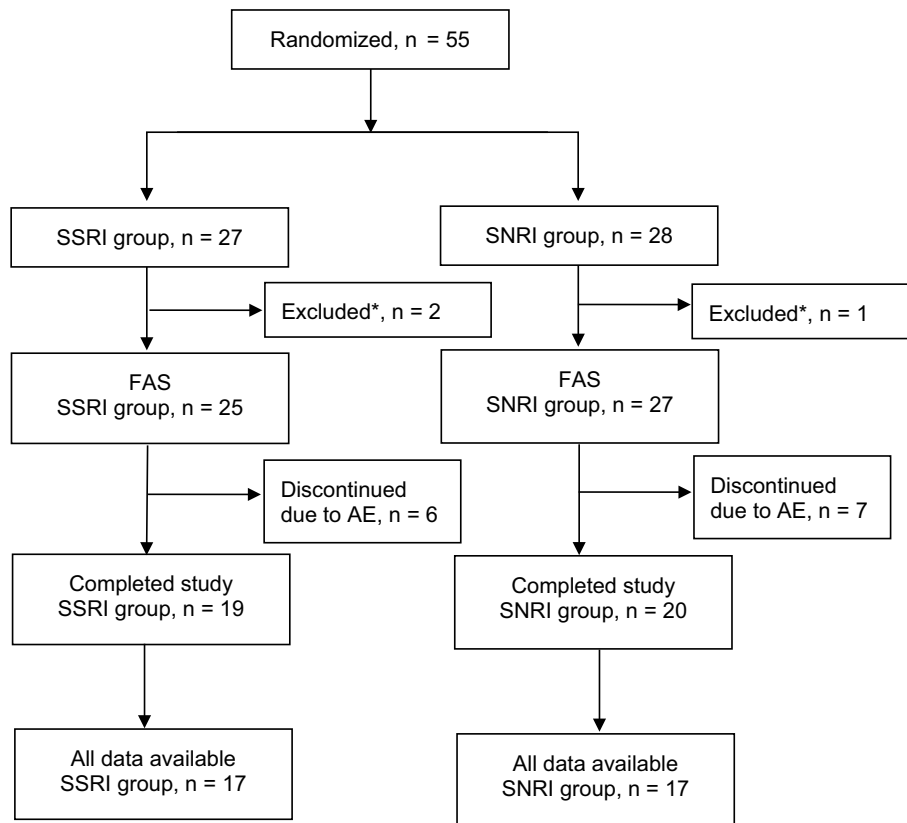 Randomized, n = 55
SSRI group, n = 27
SNRI group, n = 28
Excluded*, n = 2
Excluded*, n = 1
FAS
SSRI group, n = 25
FAS
SNRI group, n = 27
Discontinued
due to AE, n = 6
Discontinued
due to AE, n = 7
Completed study
SSRI group, n = 19
Completed study
SNRI group, n = 20
All data available
SSRI group, n = 17
All data available
SNRI group, n = 17